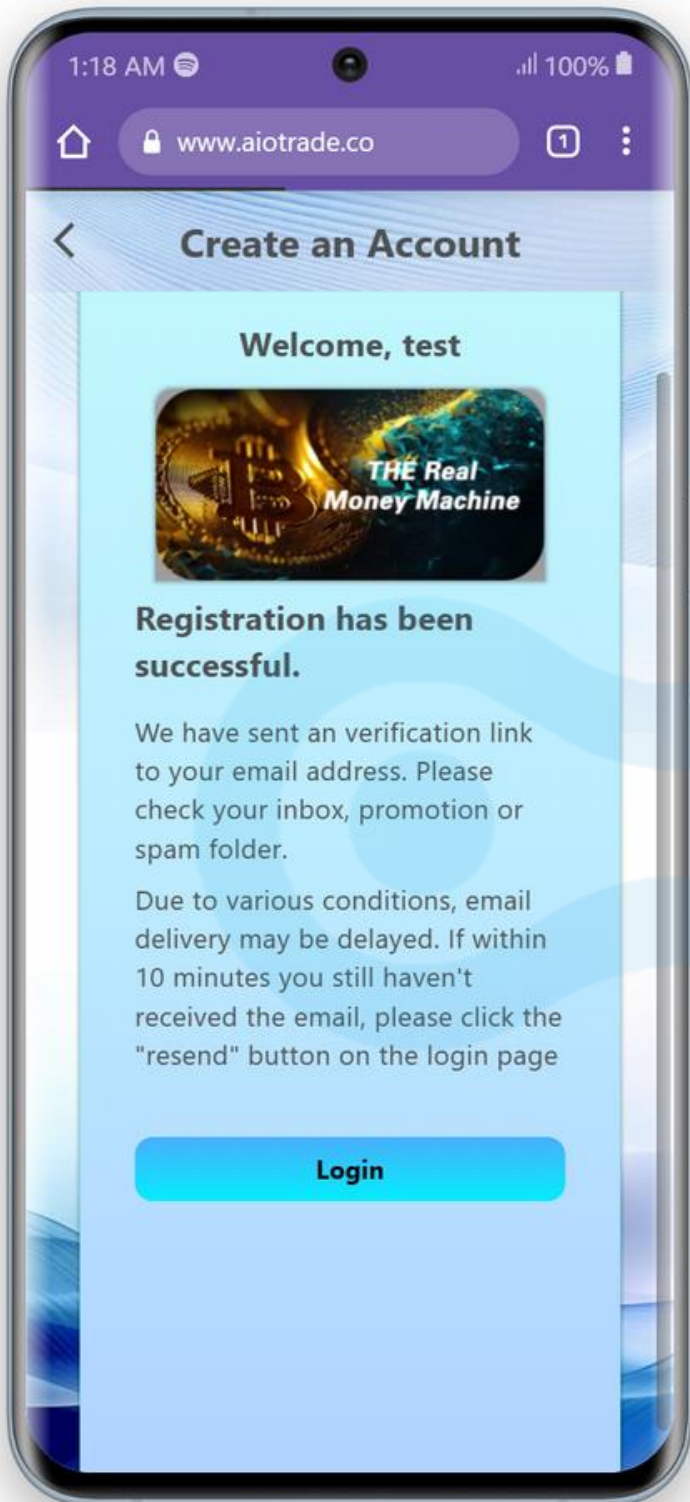 1:18 AM
100%
www.aiotrade.co
1
Create an Account
Welcome, test
THE Real
Money Machine
Registration has been
successful.
We have sent an verification link
to your email address. Please
check your inbox, promotion or
spam folder.
Due to various conditions, email
delivery may be delayed. If within
10 minutes you still haven't
received the email, please click the
"resend" button on the login page
Login